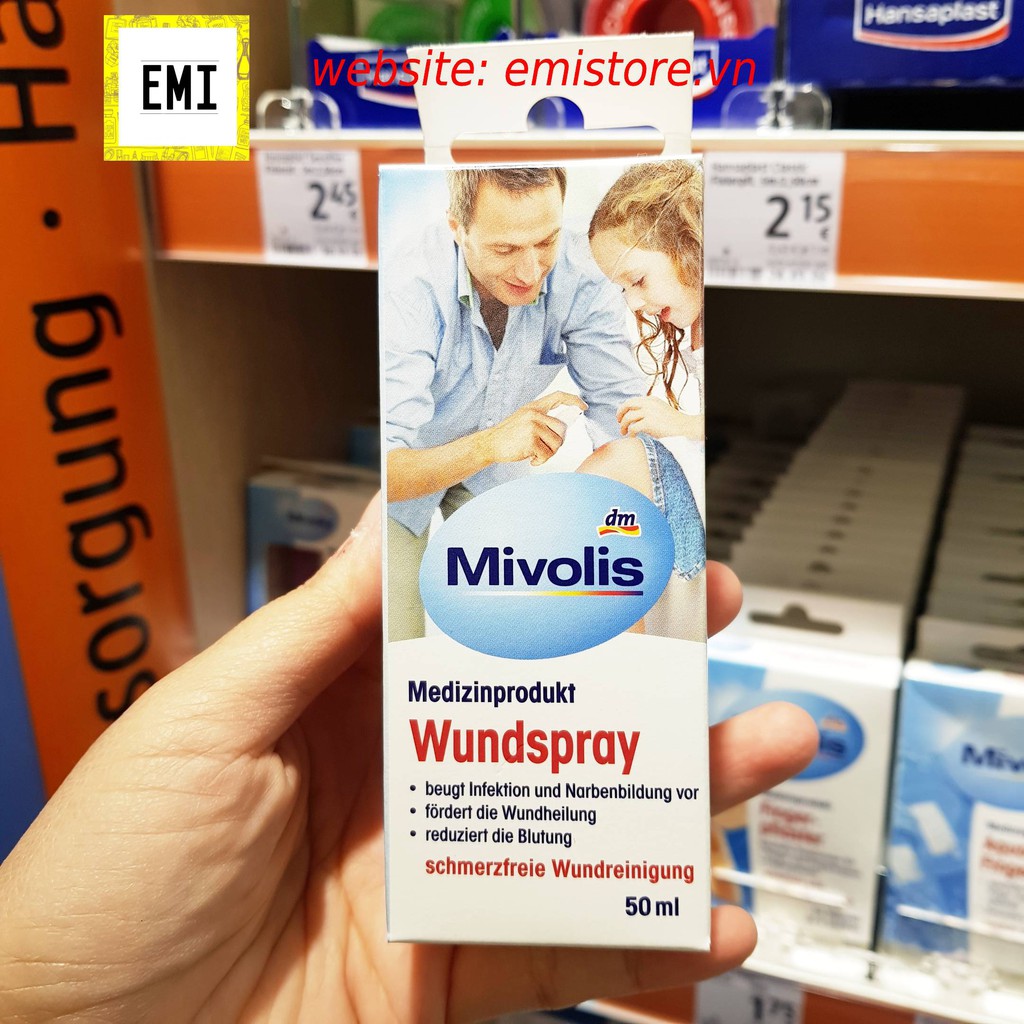 EMI
website: emistore.vn
Hansaplast
2 45
€
2 15
€
sorgung
dm
Mivolis
Medizinprodukt
Wundspray
• beugt Infektion und Narbenbildung vor
• fördert die Wundheilung
• reduziert die Blutung
schmerzfreie Wundreinigung
50 ml